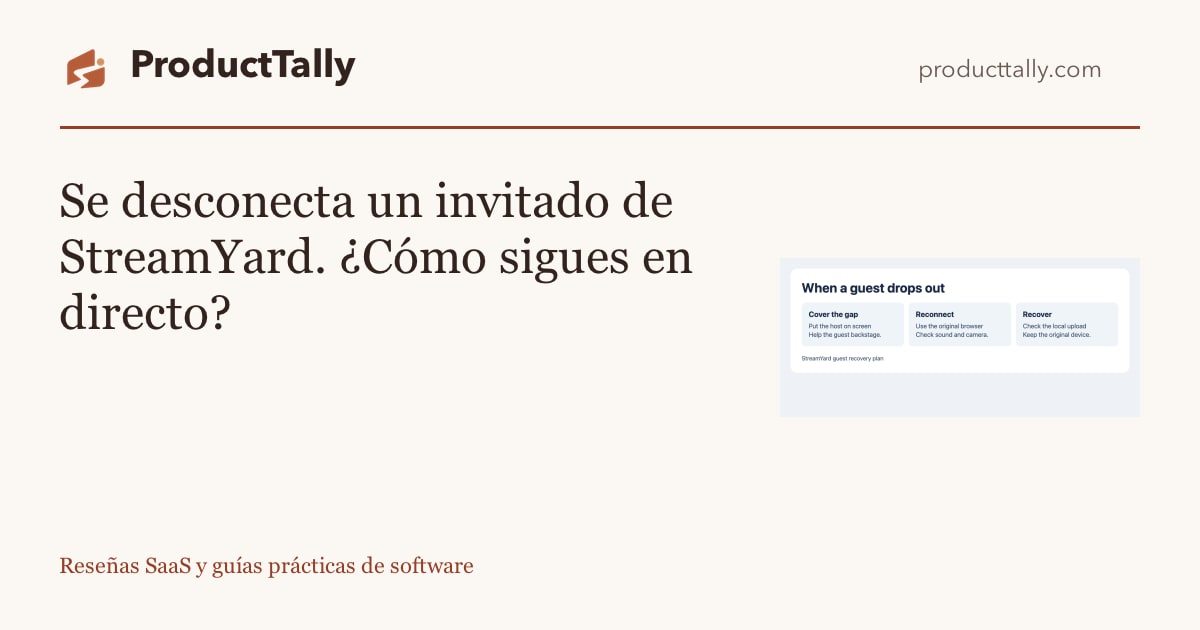 ProductTally
producttally.com
Se desconecta un invitado de
StreamYard. ¿Cómo sigues en
directo?
When a guest drops out
Cover the gap
Put the host on screen
Help the guest backstage.
Reconnect
Use the original browser
Check sound and camera.
Recover
Check the local upload
Keep the original device.
StreamYard guest recovery plan
Reseñas SaaS y guías prácticas de software